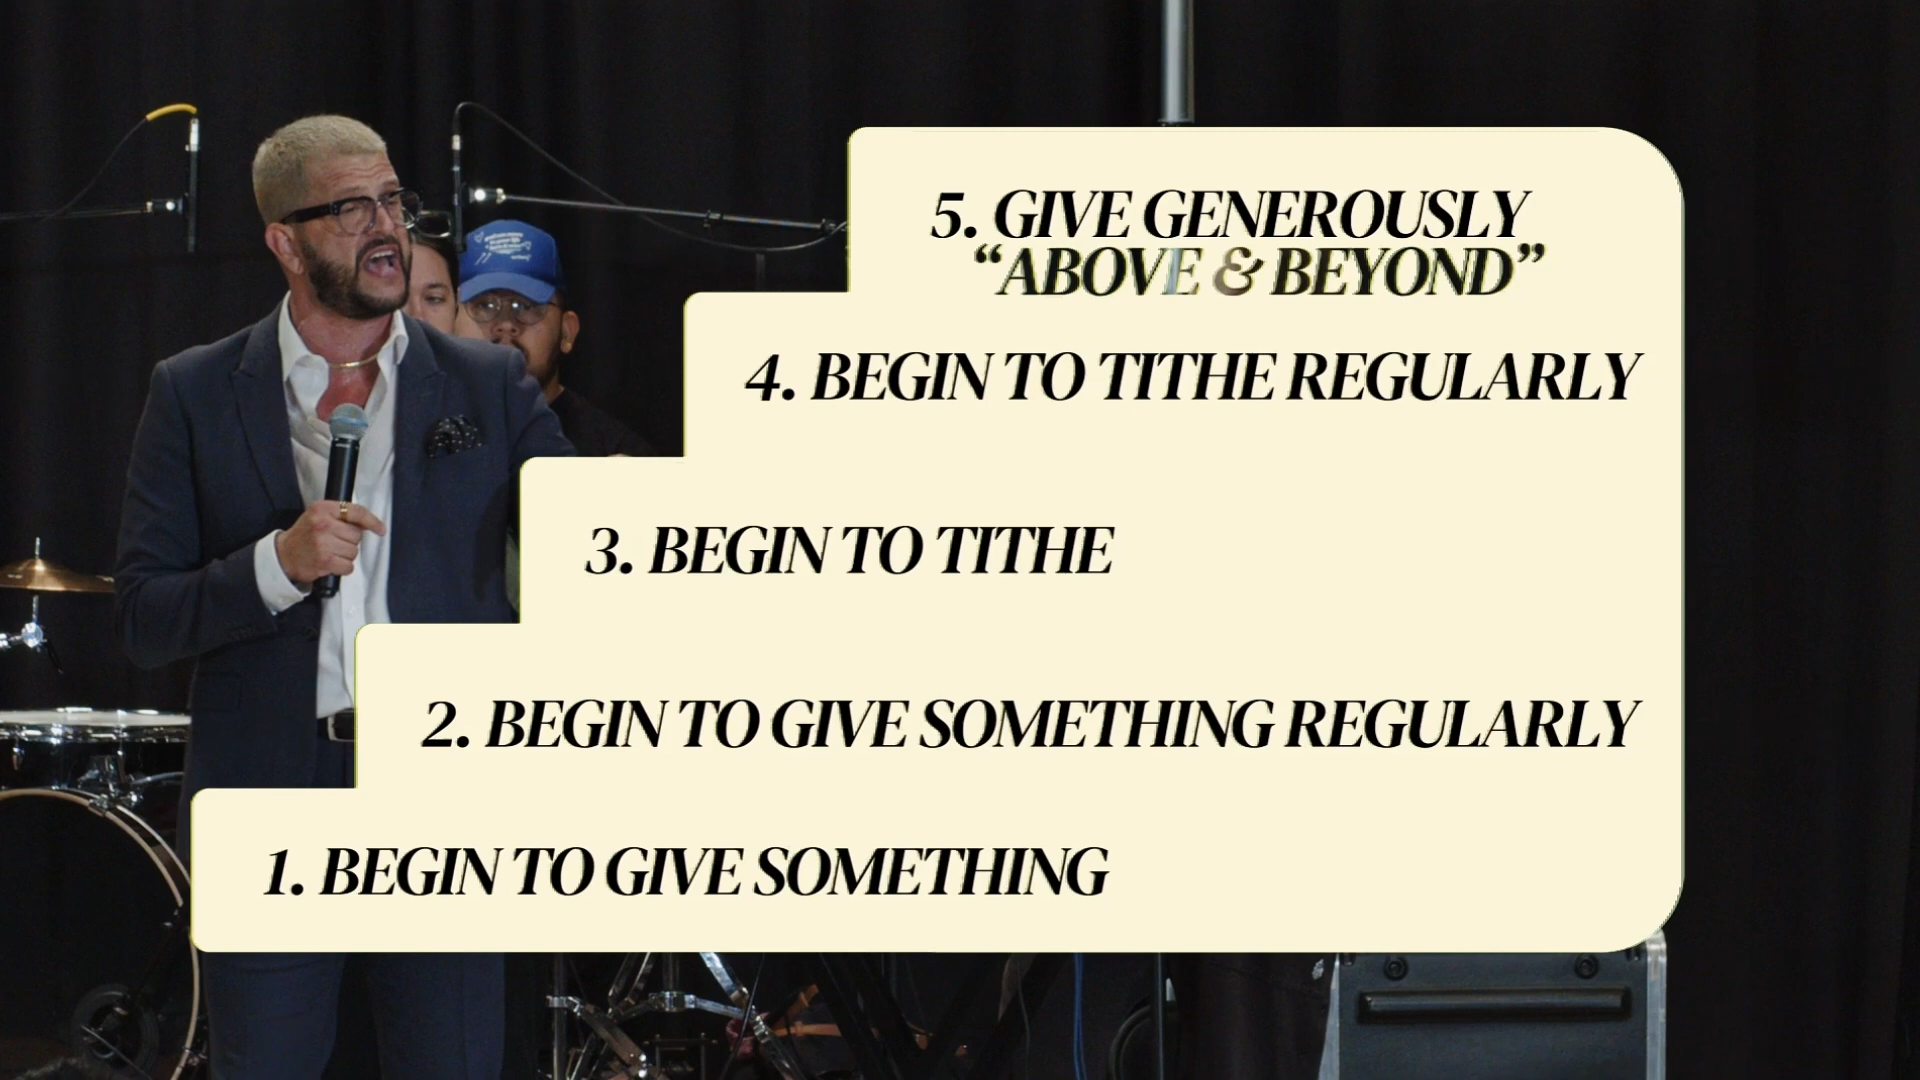 5. GIVE GENEROUSLY
“ABOVE & BEYOND”
4. BEGIN TO TITHE REGULARLY
3. BEGIN TO TITHE
2. BEGIN TO GIVE SOMETHING REGULARLY
1. BEGIN TO GIVE SOMETHING